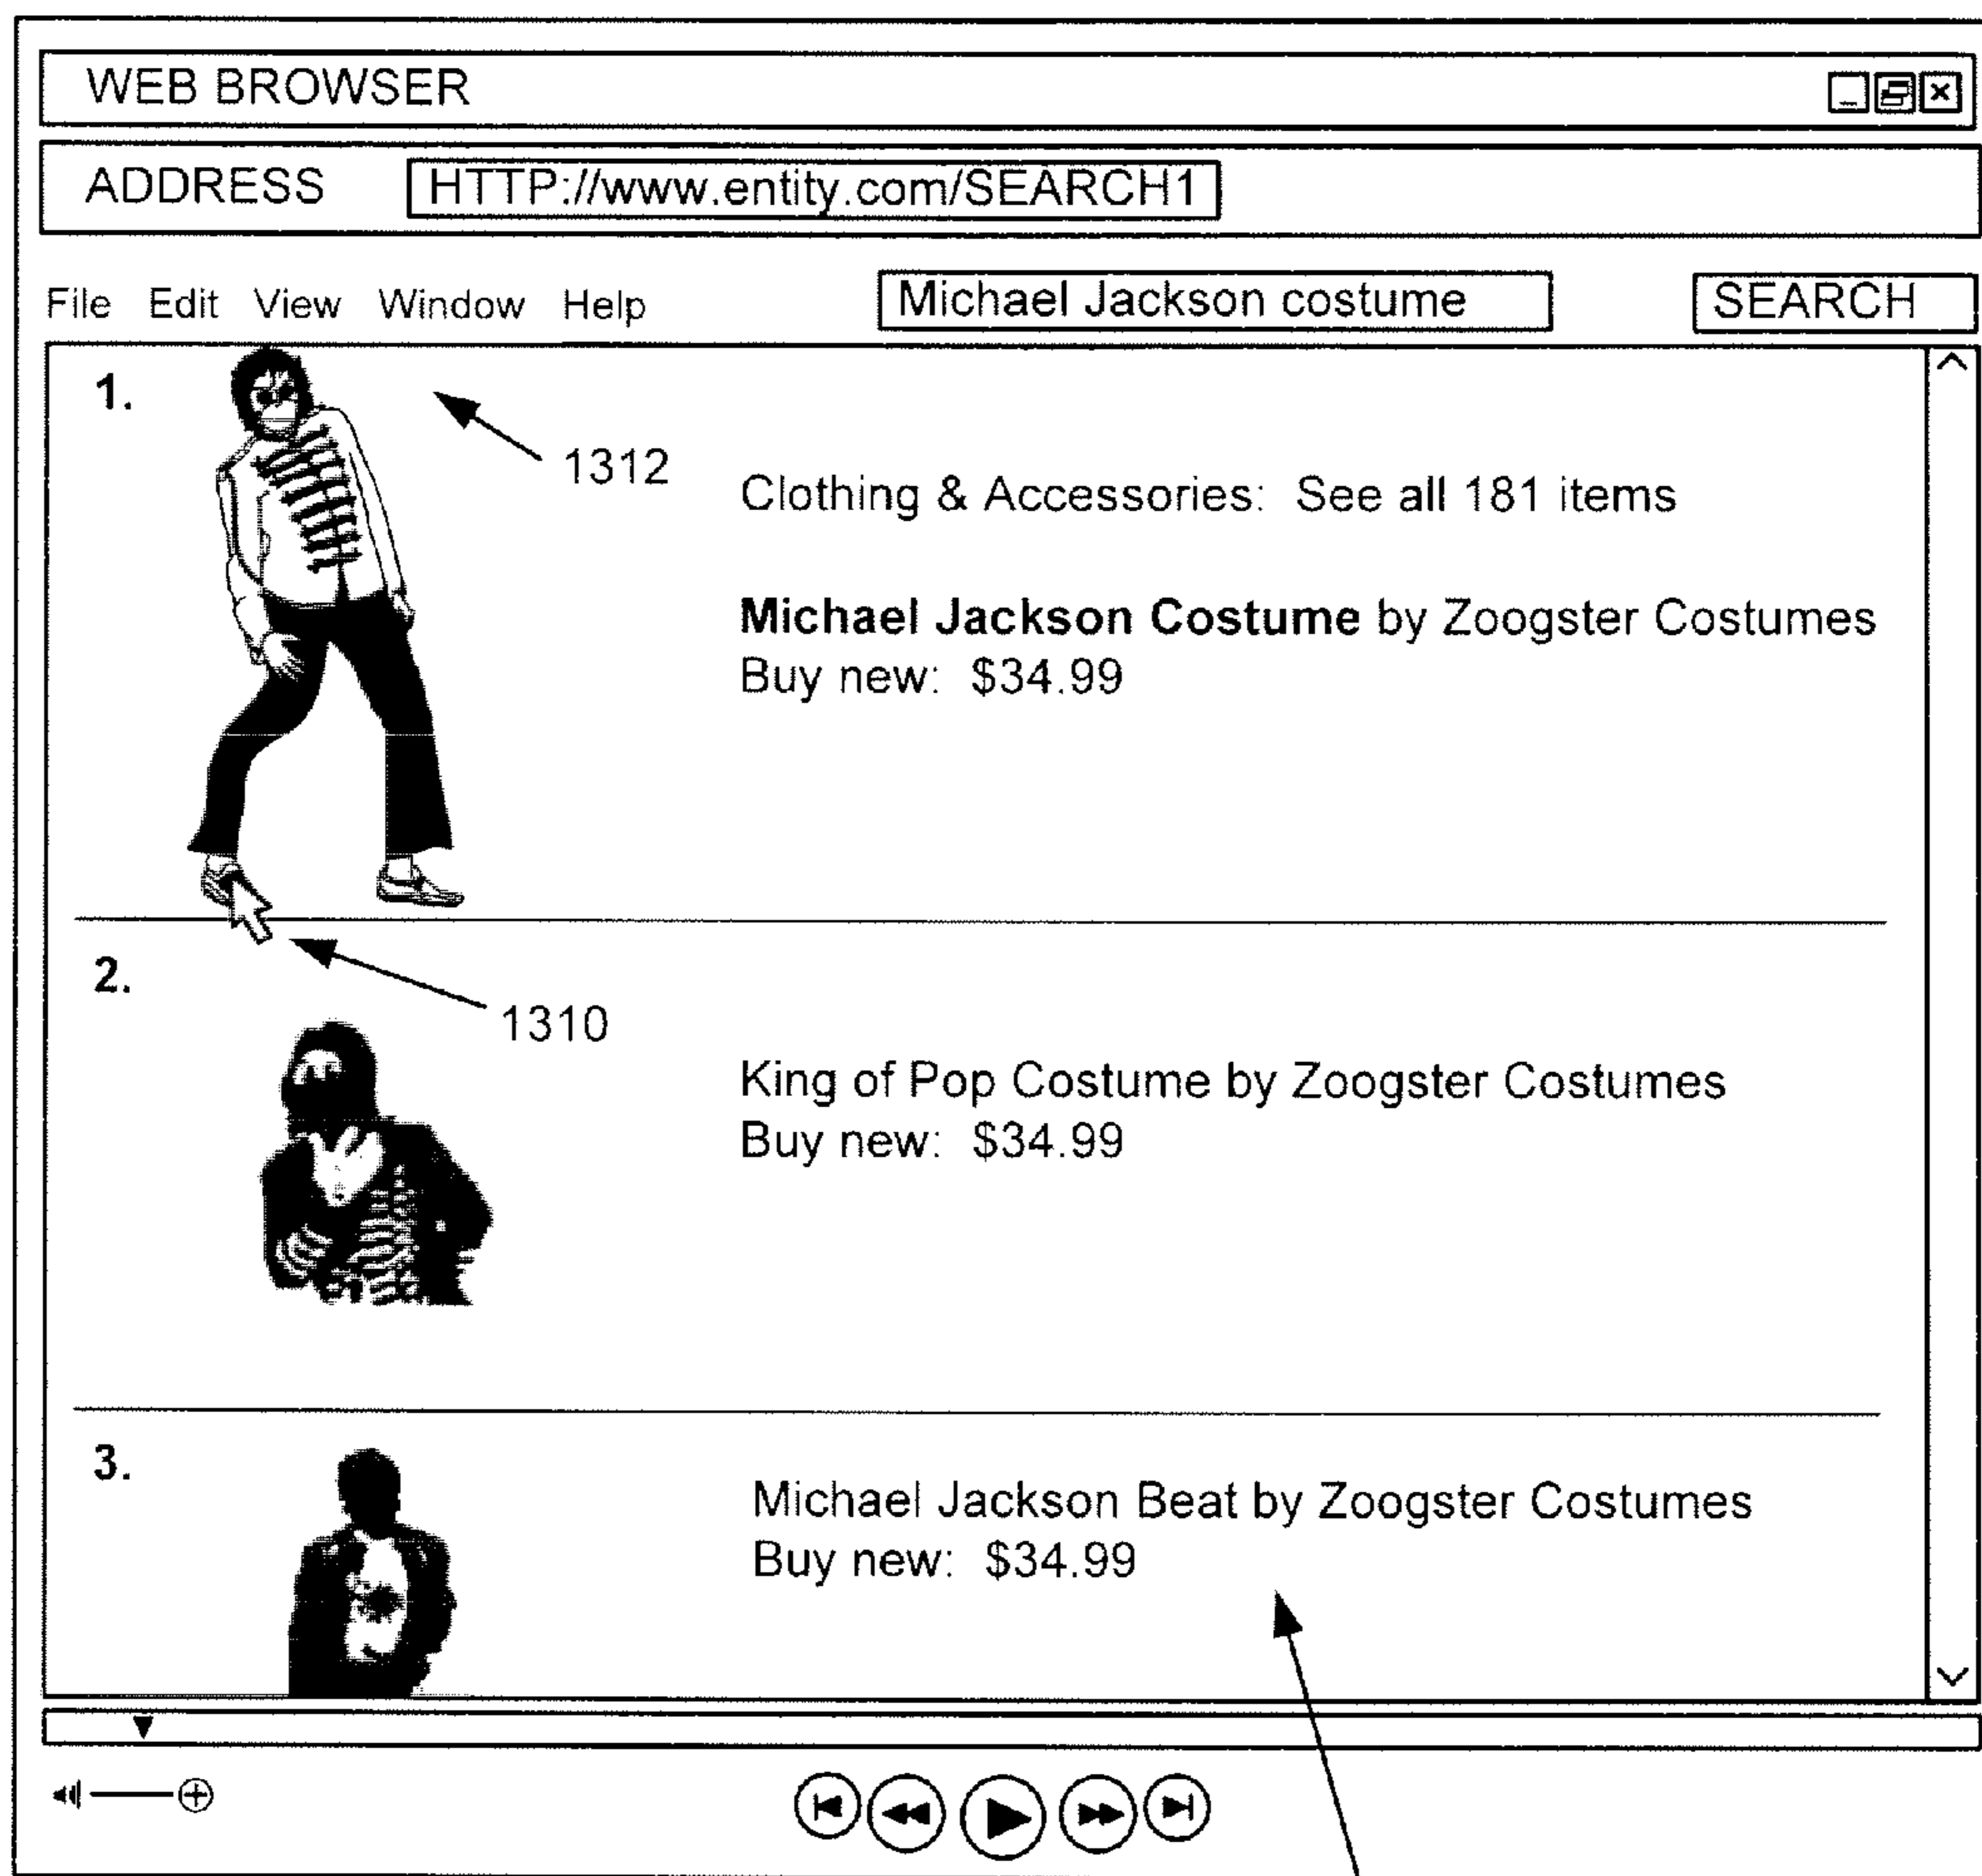 WEB BROWSER
ADDRESS HTTP://www.entity.com/SEARCH1
File Edit View Window Help Michael Jackson costume SEARCH
1.
1312
Clothing & Accessories: See all 181 items
Michael Jackson Costume by Zoogster Costumes
Buy new: $34.99
2.
1310
King of Pop Costume by Zoogster Costumes
Buy new: $34.99
3.
Michael Jackson Beat by Zoogster Costumes
Buy new: $34.99